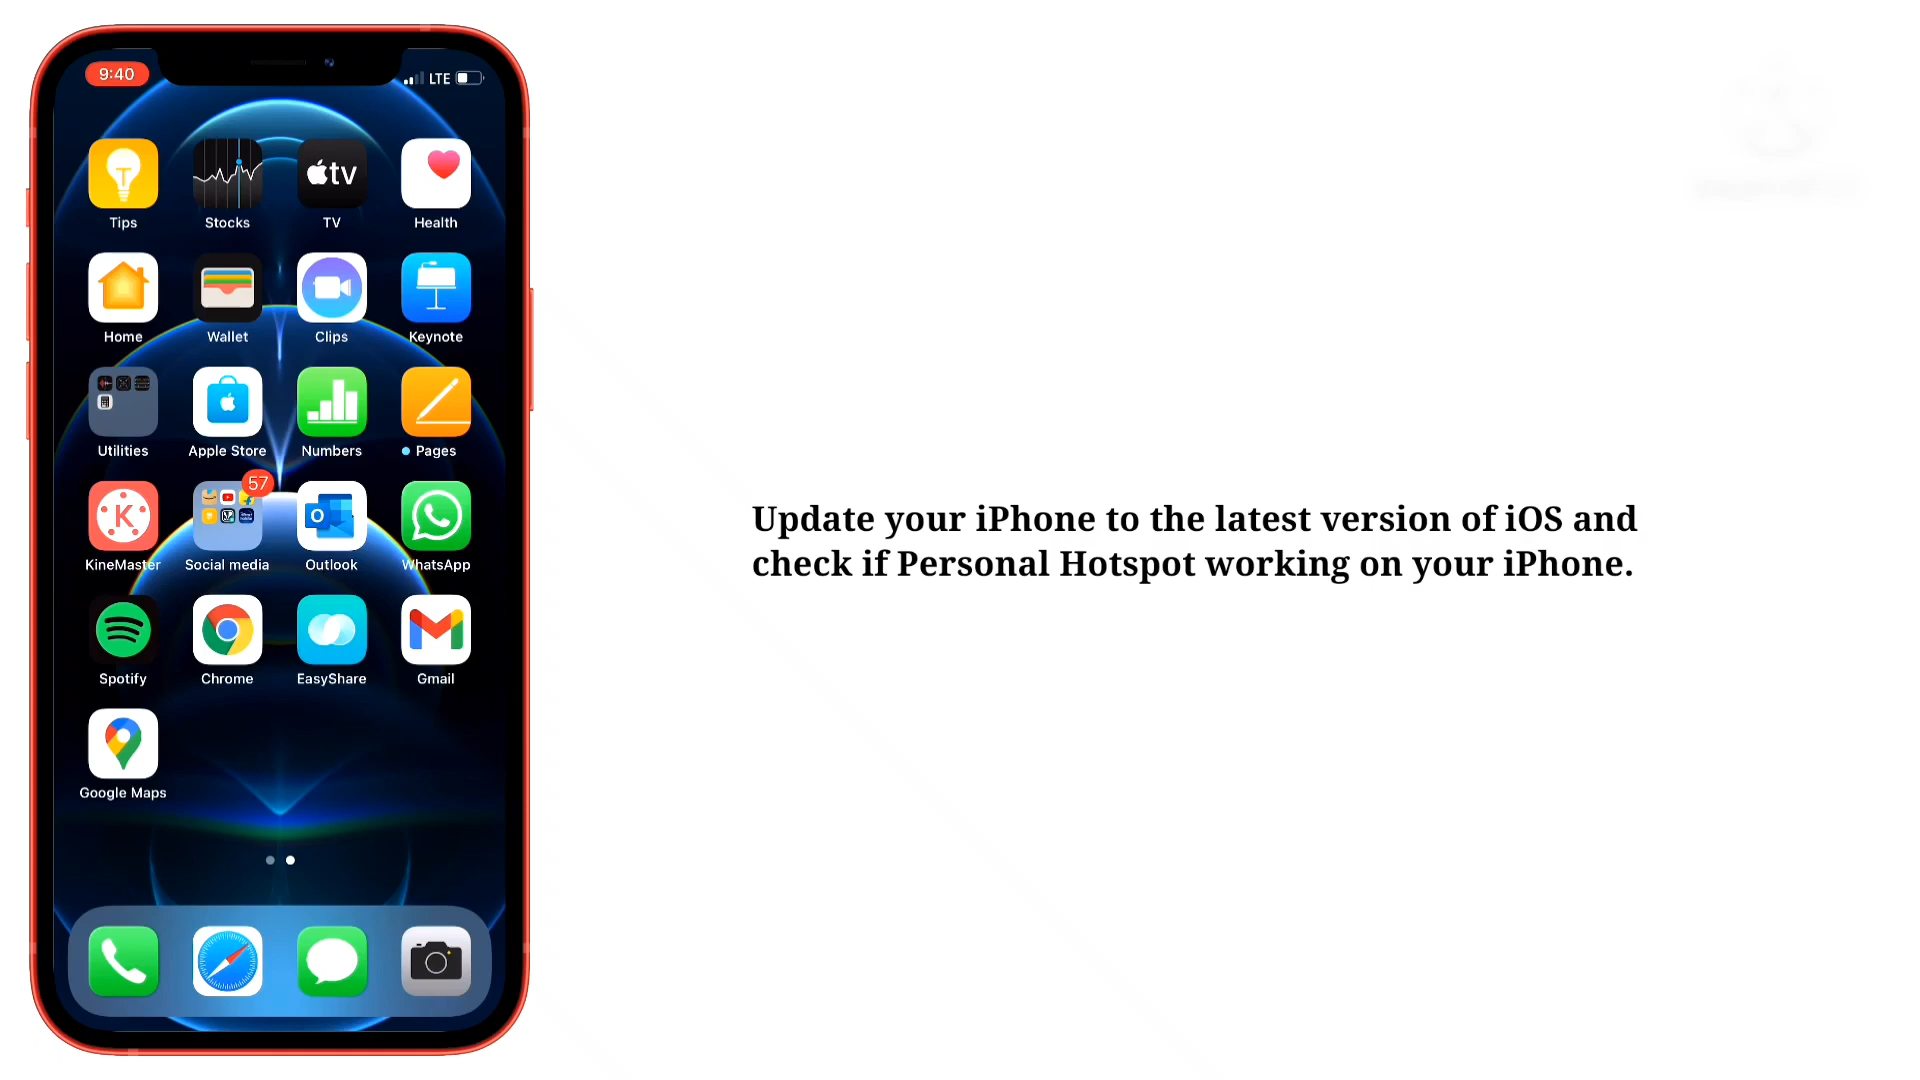 9:40
LTE
tv
Tips
Stocks
TV
Health
Home
Wallet
Clips
Keynote
Utilities
Apple Store
Numbers
Pages
57
K
O
KineMaster
Social media
Outlook
WhatsApp
Spotify
Chrome
EasyShare
Gmail
Google Maps
Update your iPhone to the latest version of iOS and
check if Personal Hotspot working on your iPhone.